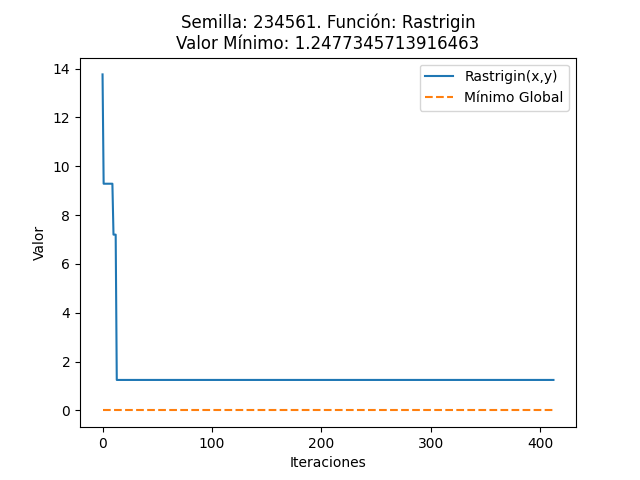 Semilla: 234561. Función: Rastrigin
Valor Mínimo: 1.2477345713916463
14
12
10
8
6
4
2
0
Valor
Rastrigin(x,y)
Mínimo Global
0 100 200 300 400
Iteraciones